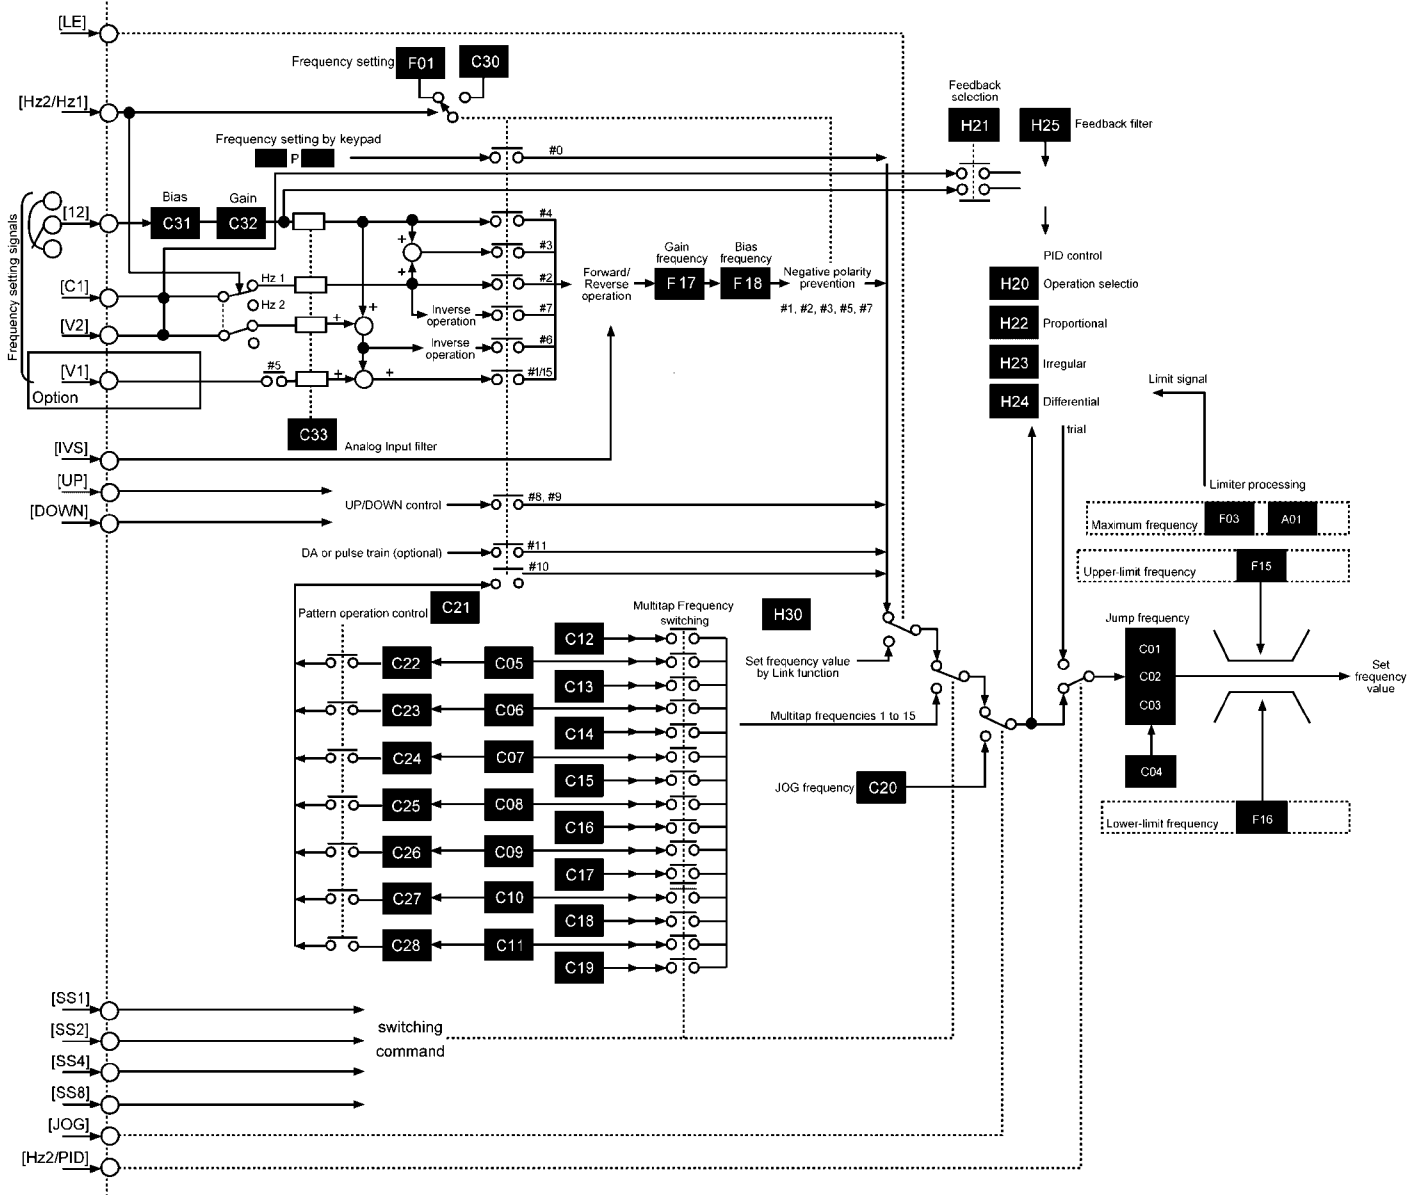 [LE]
Frequency setting
F01
C30
[Hz2/Hz1]
Feedback
selection
H21
H25
Feedback filter
Frequency setting by keypad
P
#0
Frequency setting signals
[12]
Bias
C31
Gain
C32
#4
+
#3
+
[C1]
Hz 1
#2
Hz 2
+
Inverse
operation
#7
[V2]
+
Inverse
operation
#6
[V1]
Option
#5
+
+
#1/15
C33
Analog Input filter
Forward/
Reverse
operation
Gain
frequency
F 17
Bias
frequency
F18
Negative polarity
prevention
#1, #2, #3, #5, #7
PID control
H20
Operation selectio
H22
Proportional
H23
Irregular
H24
Differential
trial
Limit signal
Limiter processing
Maximum frequency
F03
A01
Upper-limit frequency
F15
[IVS]
[UP]
[DOWN]
UP/DOWN control
#8, #9
DA or pulse train (optional)
#11
#10
Pattern operation control
C21
Multitap Frequency
switching
H30
C12
C22
C05
C13
C23
C06
C14
C24
C07
C15
C25
C08
C16
C26
C09
C17
C27
C10
C18
C28
C11
C19
Set frequency value
by Link function
Multitap frequencies 1 to 15
JOG frequency
C20
Jump frequency
C01
C02
C03
C04
Set
frequency
value
Lower-limit frequency
F16
[SS1]
[SS2]
[SS4]
[SS8]
switching
command
[JOG]
[Hz2/PID]